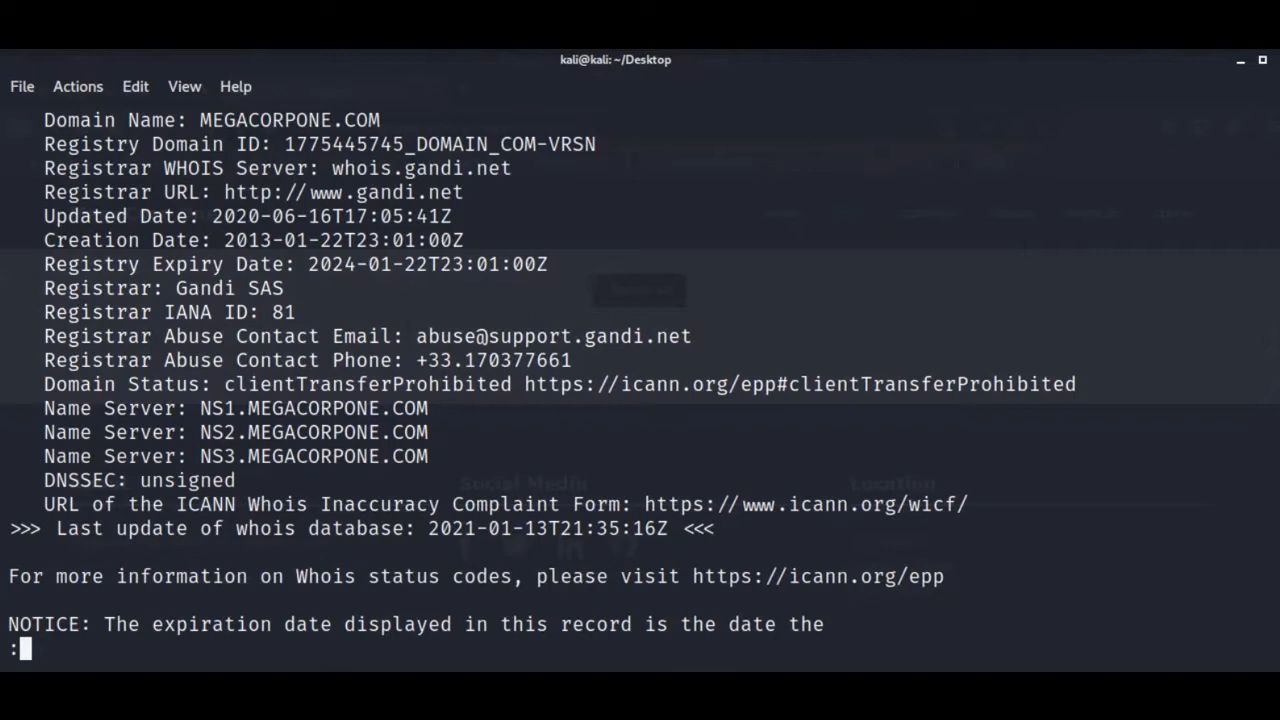 kali@kali: ~/Desktop
File Actions Edit View Help
Domain Name: MEGACORPONE.COM
Registry Domain ID: 1775445745_DOMAIN_COM-VRSN
Registrar WHOIS Server: whois.gandi.net
Registrar URL: http://www.gandi.net
Updated Date: 2020-06-16T17:05:41Z
Creation Date: 2013-01-22T23:01:00Z
Registry Expiry Date: 2024-01-22T23:01:00Z
Registrar: Gandi SAS
Registrar IANA ID: 81
Registrar Abuse Contact Email: abuse@support.gandi.net
Registrar Abuse Contact Phone: +33.170377661
Domain Status: clientTransferProhibited https://icann.org/epp#clientTransferProhibited
Name Server: NS1.MEGACORPONE.COM
Name Server: NS2.MEGACORPONE.COM
Name Server: NS3.MEGACORPONE.COM
DNSSEC: unsigned
Social Media Location
URL of the ICANN Whois Inaccuracy Complaint Form: https://www.icann.org/wicf/
>>> Last update of whois database: 2021-01-13T21:35:16Z <<<
For more information on Whois status codes, please visit https://icann.org/epp
NOTICE: The expiration date displayed in this record is the date the
: